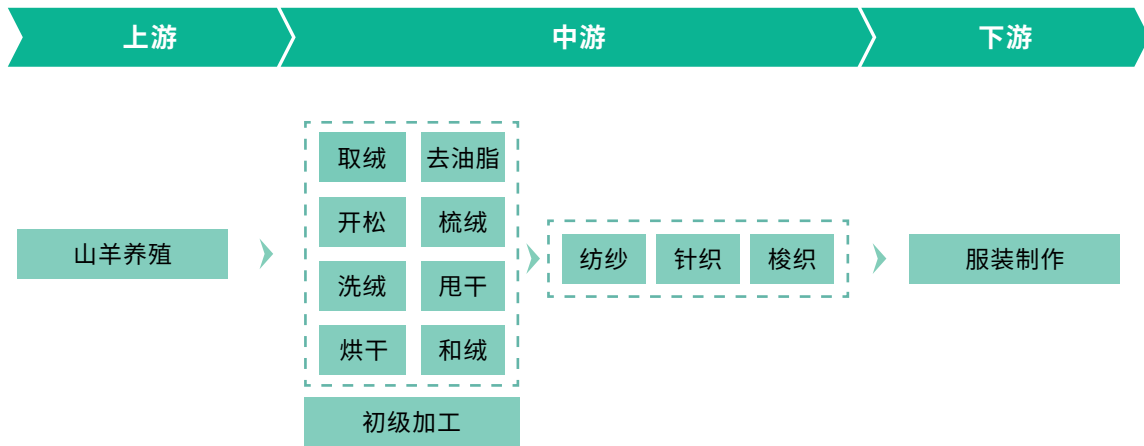 上游
中游
下游
山羊养殖
取绒
去油脂
开松
梳绒
洗绒
甩干
烘干
和绒
初级加工
纺纱
针织
梭织
服装制作